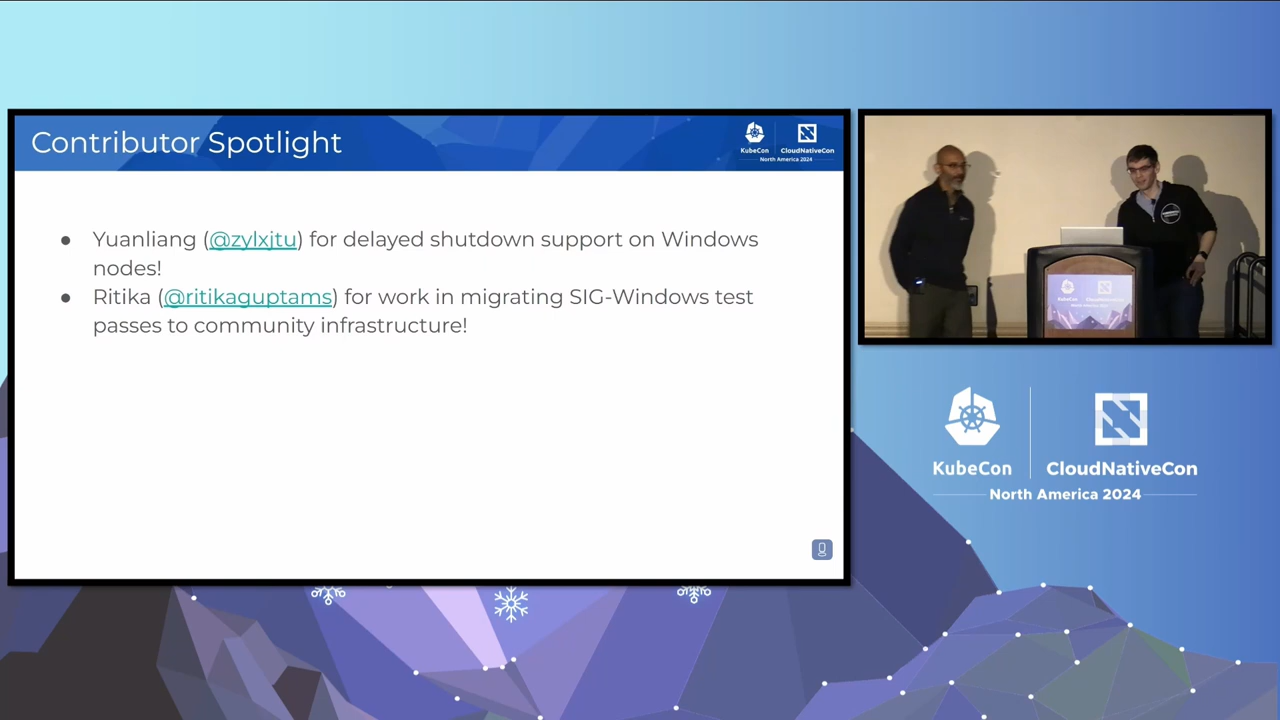 Contributor Spotlight
KubeCon
CloudNativeCon
North America 2024
● Yuanliang (@zylxjtu) for delayed shutdown support on Windows
nodes!
● Ritika (@ritikaguptams) for work in migrating SIG-Windows test
passes to community infrastructure!
KubeCon
CloudNativeCon
North America 2024